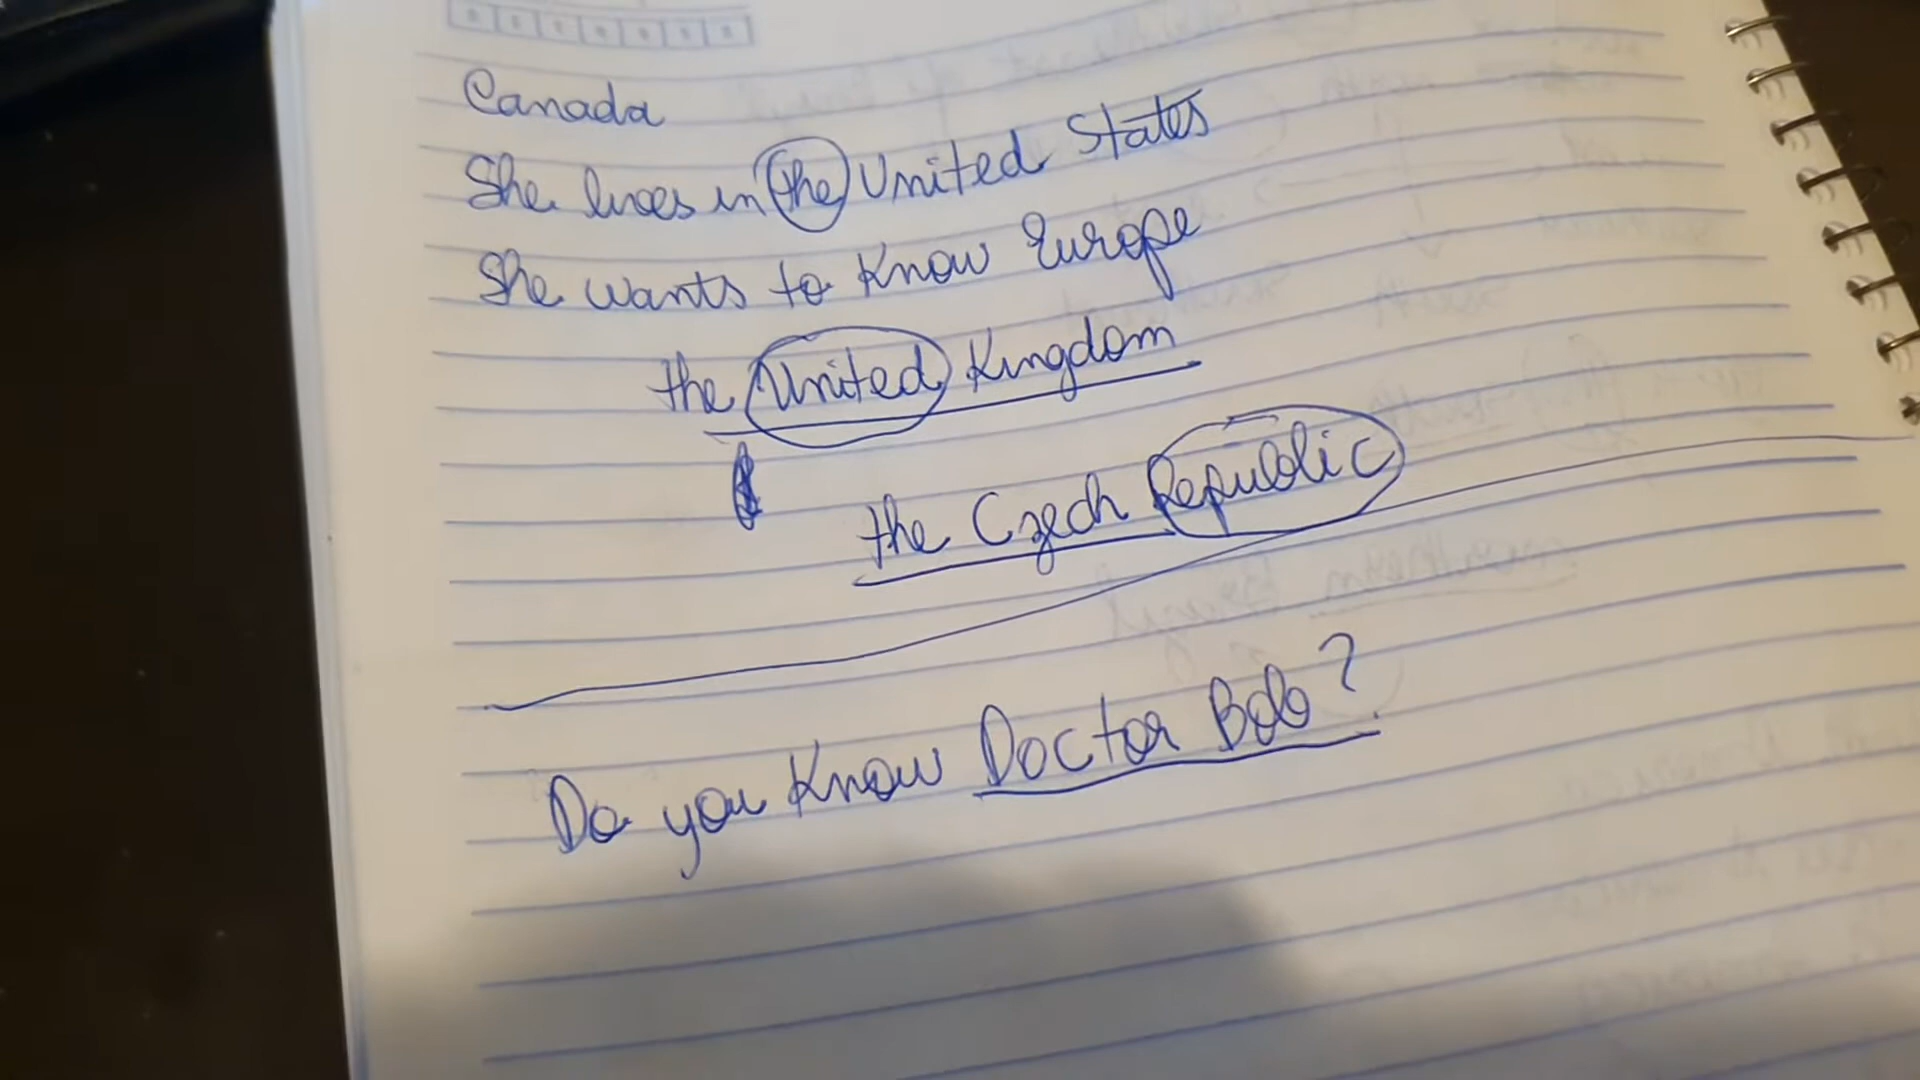 Canada
She lives in the United States
She wants to know Europe
the United Kingdom
the Czech Republic
Do you know Doctor Bob?